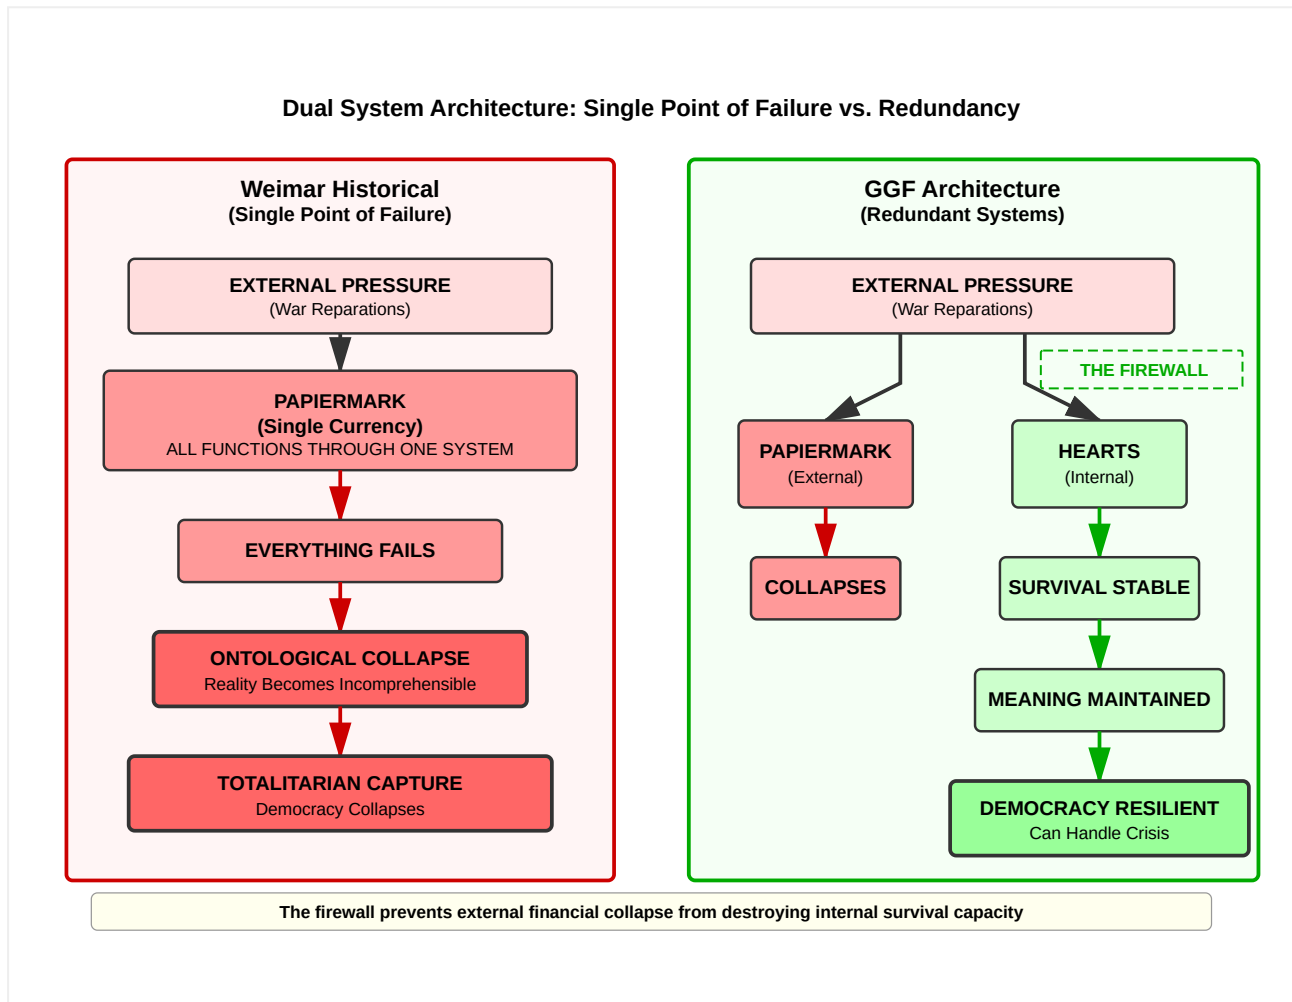 Dual System Architecture: Single Point of Failure vs. Redundancy
Weimar Historical
(Single Point of Failure)
EXTERNAL PRESSURE
(War Reparations)
PAPIERMARK
(Single Currency)
ALL FUNCTIONS THROUGH ONE SYSTEM
EVERYTHING FAILS
ONTOLOGICAL COLLAPSE
Reality Becomes Incomprehensible
TOTALITARIAN CAPTURE
Democracy Collapses
GGF Architecture
(Redundant Systems)
EXTERNAL PRESSURE
(War Reparations)
THE FIREWALL
PAPIERMARK
(External)
COLLAPSES
HEARTS
(Internal)
SURVIVAL STABLE
MEANING MAINTAINED
DEMOCRACY RESILIENT
Can Handle Crisis
The firewall prevents external financial collapse from destroying internal survival capacity